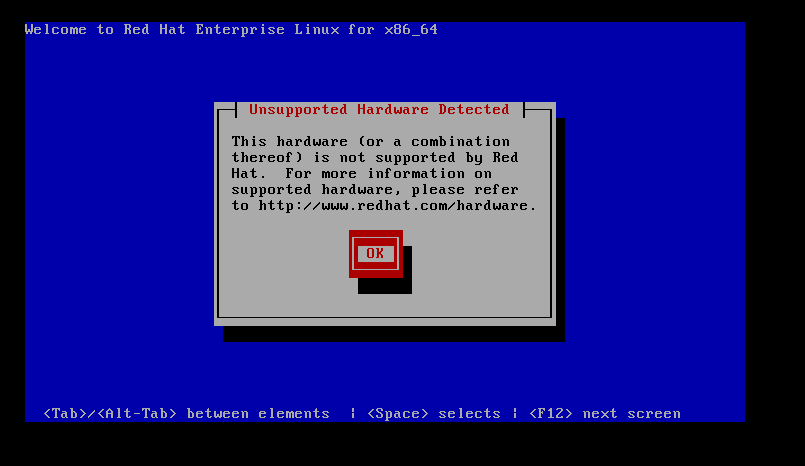 Welcome to Red Hat Enterprise Linux for x86_64
Unsupported Hardware Detected
This hardware (or a combination
thereof) is not supported by Red
Hat.  For more information on
supported hardware, please refer
to http://www.redhat.com/hardware.
OK
<Tab>/<Alt-Tab> between elements  | <Space> selects | <F12> next screen